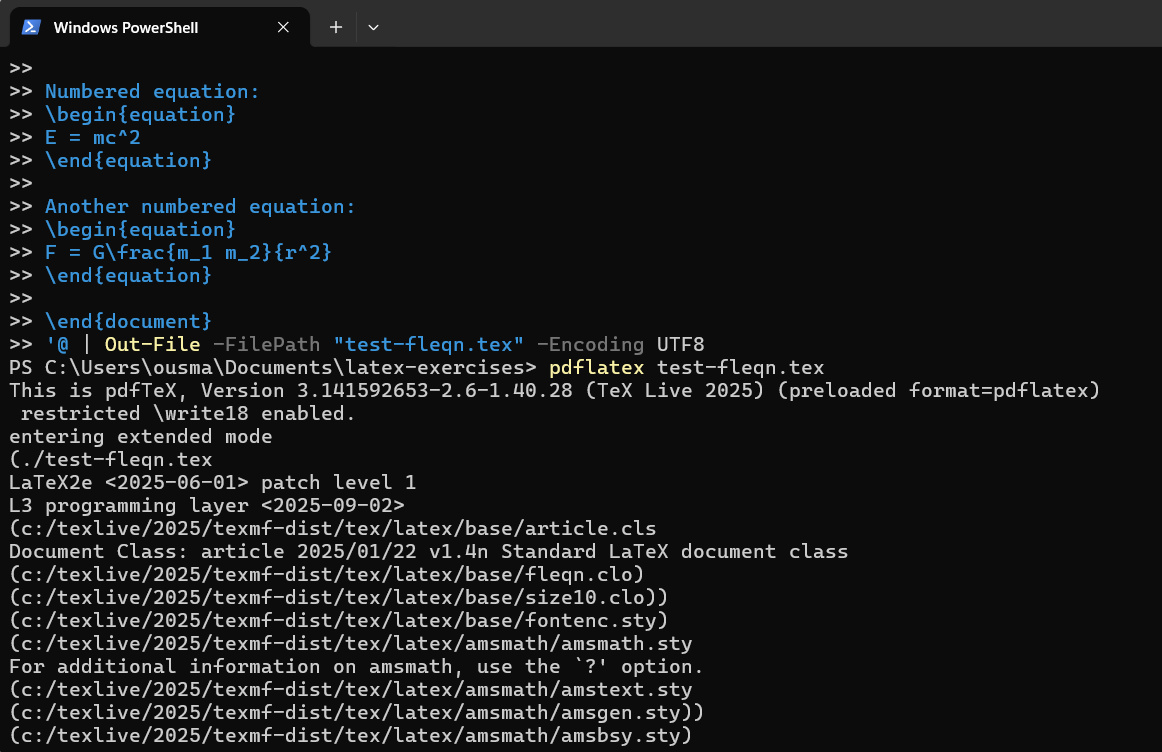 Windows PowerShell
>>
>> Numbered equation:
>> \begin{equation}
>> E = mc^2
>> \end{equation}
>>
>> Another numbered equation:
>> \begin{equation}
>> F = G\frac{m_1 m_2}{r^2}
>> \end{equation}
>>
>> \end{document}
>> '@ | Out-File -FilePath "test-fleqn.tex" -Encoding UTF8
PS C:\Users\ousma\Documents\latex-exercises> pdflatex test-fleqn.tex
This is pdfTeX, Version 3.141592653-2.6-1.40.28 (TeX Live 2025) (preloaded format=pdflatex)
 restricted \write18 enabled.
entering extended mode
(./test-fleqn.tex
LaTeX2e <2025-06-01> patch level 1
L3 programming layer <2025-09-02>
(c:/texlive/2025/texmf-dist/tex/latex/base/article.cls
Document Class: article 2025/01/22 v1.4n Standard LaTeX document class
(c:/texlive/2025/texmf-dist/tex/latex/base/fleqn.clo)
(c:/texlive/2025/texmf-dist/tex/latex/base/size10.clo))
(c:/texlive/2025/texmf-dist/tex/latex/base/fontenc.sty)
(c:/texlive/2025/texmf-dist/tex/latex/amsmath/amsmath.sty
For additional information on amsmath, use the `?' option.
(c:/texlive/2025/texmf-dist/tex/latex/amsmath/amstext.sty
(c:/texlive/2025/texmf-dist/tex/latex/amsmath/amsgen.sty))
(c:/texlive/2025/texmf-dist/tex/latex/amsmath/amsbsy.sty)